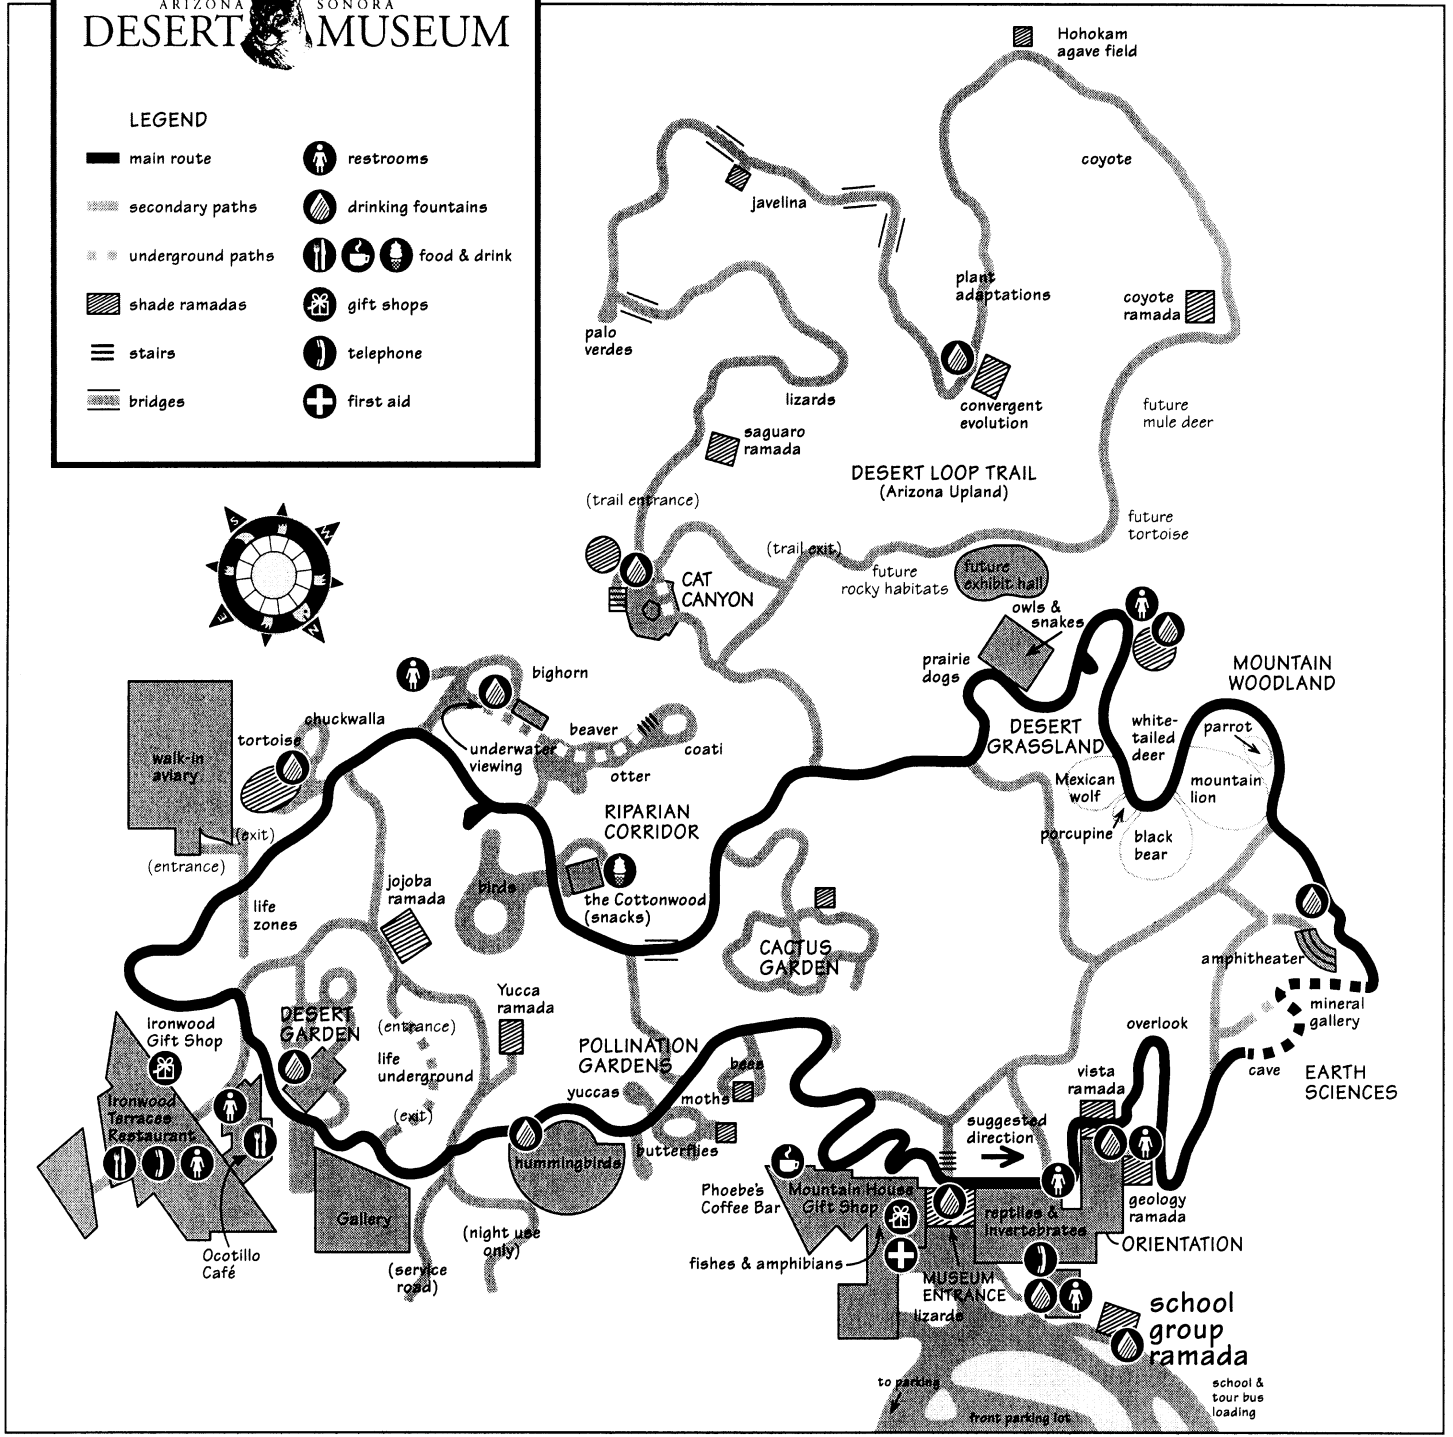 ARIZONA SONORA
DESERT MUSEUM
LEGEND
main route
secondary paths
underground paths
shade ramadas
stairs
bridges
restrooms
drinking fountains
food & drink
gift shops
telephone
first aid
Hohokam
agave field
coyote
javelina
plant
adaptations
coyote
ramada
palo
verdes
lizards
convergent
evolution
future
mule deer
saguaro
ramada
DESERT LOOP TRAIL
(Arizona Upland)
(trail entrance)
future
tortoise
(trail exit)
future
rocky habitats
future
exhibit hall
CAT
CANYON
S
W
E
N
owls &
snakes
prairie
dogs
MOUNTAIN
WOODLAND
bighorn
chuckwalla
tortoise
beaver
coati
underwater
viewing
otter
walk-in
aviary
DESERT
GRASSLAND
white-
tailed
deer
parrot
Mexican
wolf
mountain
lion
porcupine
black
bear
RIPARIAN
CORRIDOR
(exit)
(entrance)
jojoba
ramada
birds
the Cottonwood
(snacks)
life
zones
CACTUS
GARDEN
amphitheater
mineral
gallery
Yucca
ramada
DESERT
GARDEN
(entrance)
Ironwood
Gift Shop
life
underground
(exit)
POLLINATION
GARDENS
bees
yuccas
moths
butterflies
overlook
vista
ramada
cave
EARTH
SCIENCES
suggested
direction
Ironwood
Terraces
Restaurant
hummingbirds
Gallery
(night use
only)
(service
road)
Ocotillo
Café
Phoebe's
Coffee Bar
Mountain House
Gift Shop
fishes & amphibians
reptiles &
invertebrates
geology
ramada
ORIENTATION
MUSEUM
ENTRANCE
lizards
school
group
ramada
to parking
front parking lot
school &
tour bus
loading